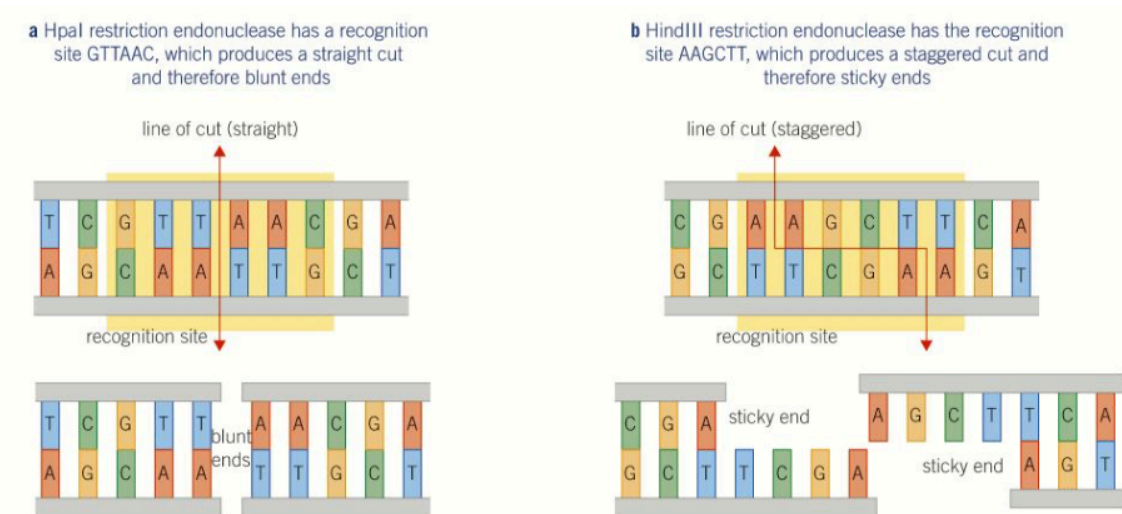 a HpaI restriction endonuclease has a recognition
site GTTAAC, which produces a straight cut
and therefore blunt ends
line of cut (straight)
T C G T T A A C G A
A G C A A T T G C T
recognition site
T C G T T
A G C A A
blunt
ends
A A C G A
T T G C T
b HindIII restriction endonuclease has the recognition
site AAGCTT, which produces a staggered cut and
therefore sticky ends
line of cut (staggered)
C G A A G C T T C A
G C T T C G A A G T
recognition site
C G A
sticky end
G C T T C G A
A G C T T C A
sticky end
A G T